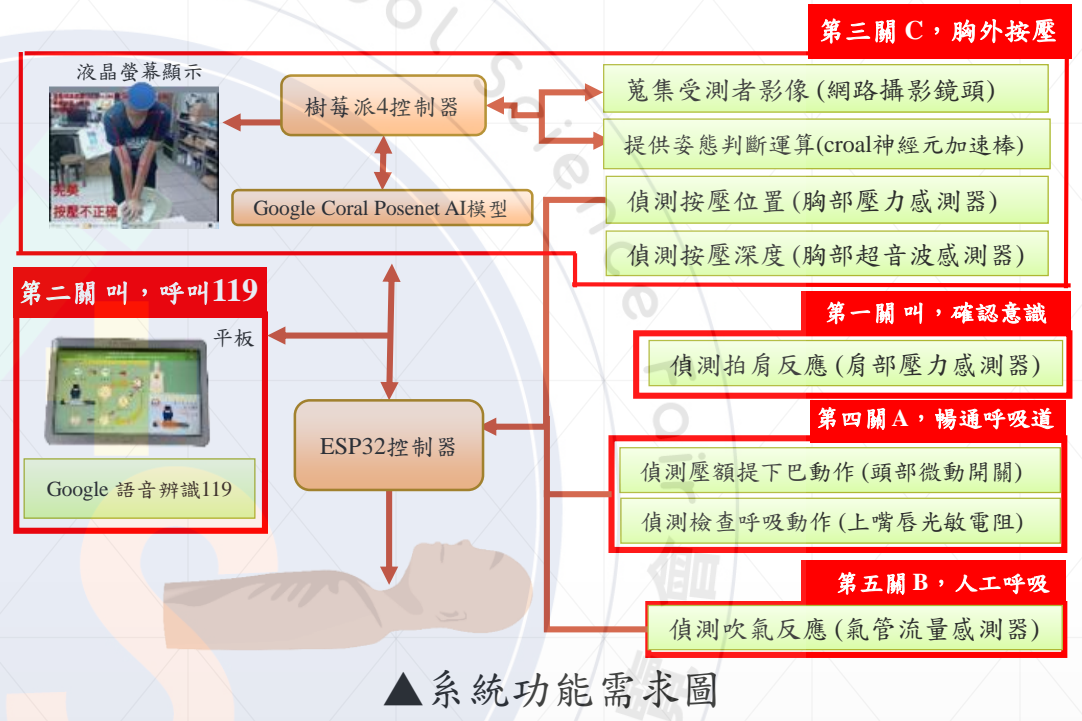 第三關 C，胸外按壓
液晶螢幕顯示
完美
按壓不正確
樹莓派4控制器
Google Coral Posenet AI模型
蒐集受測者影像(網路攝影鏡頭)
提供姿態判斷運算(croal神經元加速棒)
偵測按壓位置(胸部壓力感測器)
偵測按壓深度(胸部超音波感測器)
第二關 叫，呼叫119
平板
Google 語音辨識119
ESP32控制器
第一關 叫，確認意識
偵測拍肩反應(肩部壓力感測器)
第四關 A，暢通呼吸道
偵測壓額提下巴動作(頭部微動開關)
偵測檢查呼吸動作(上嘴唇光敏電阻)
第五關 B，人工呼吸
偵測吹氣反應(氣管流量感測器)
▲系統功能需求圖
ool Science Fair